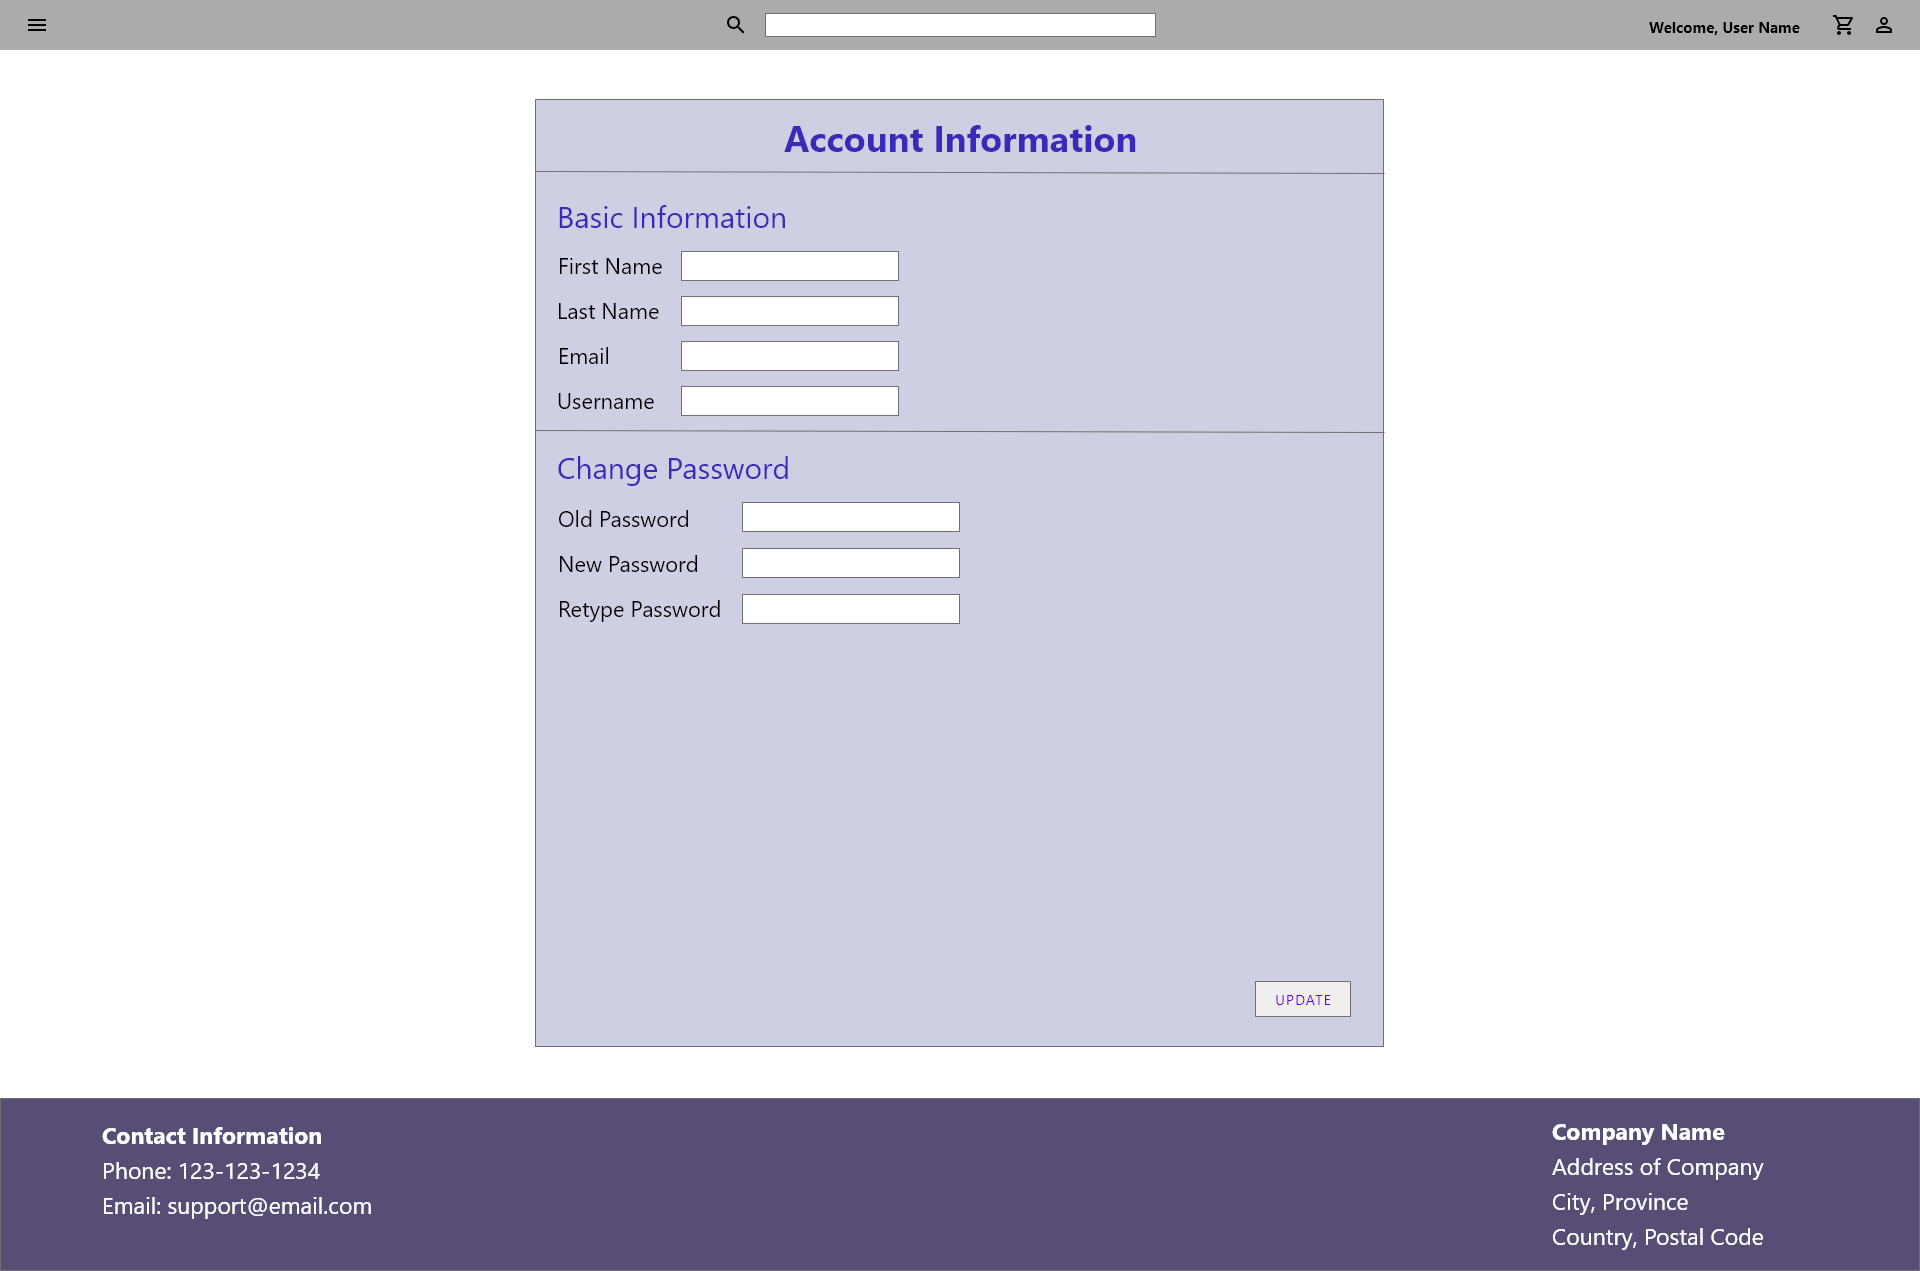 Welcome, User Name
Account Information
Basic Information
First Name
Last Name
Email
Username
Change Password
Old Password
New Password
Retype Password
UPDATE
Contact Information
Phone: 123-123-1234
Email: support@email.com
Company Name
Address of Company
City, Province
Country, Postal Code